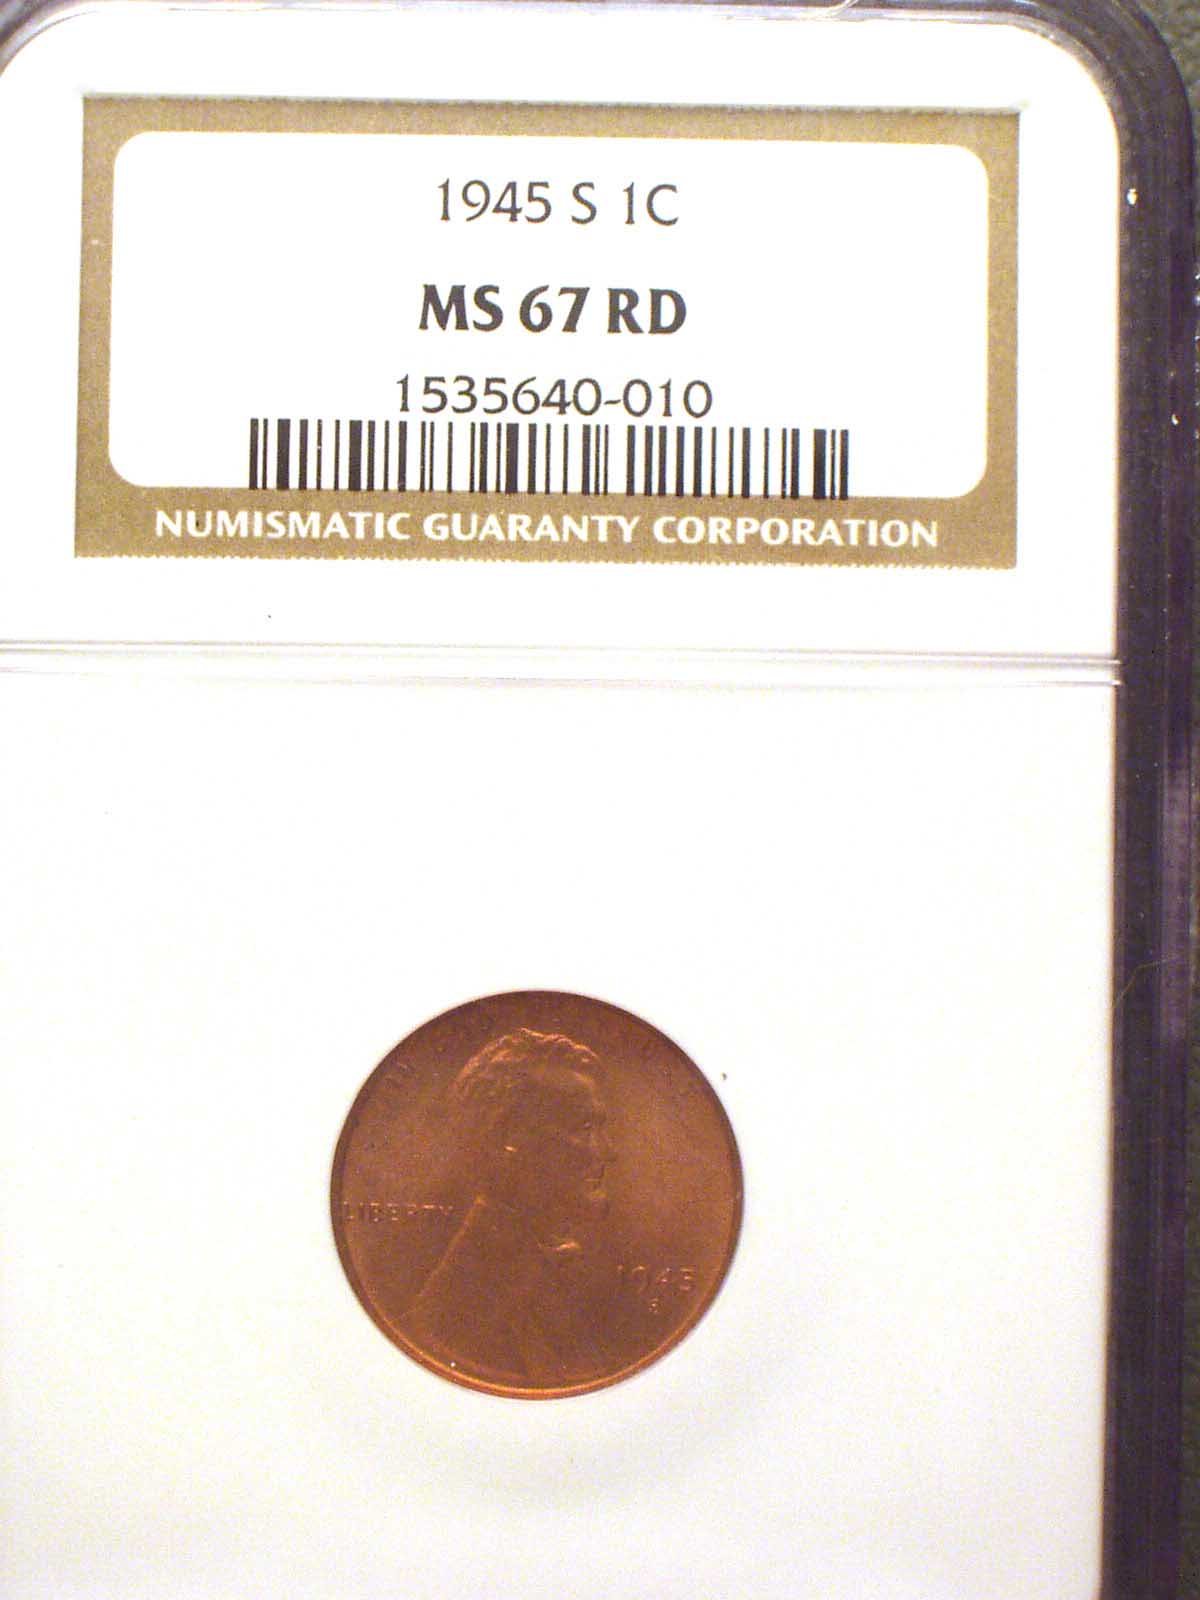 1945 S 1C
MS 67 RD
1535640-010
NUMISMATIC GUARANTY CORPORATION
LIBERTY
1945
S